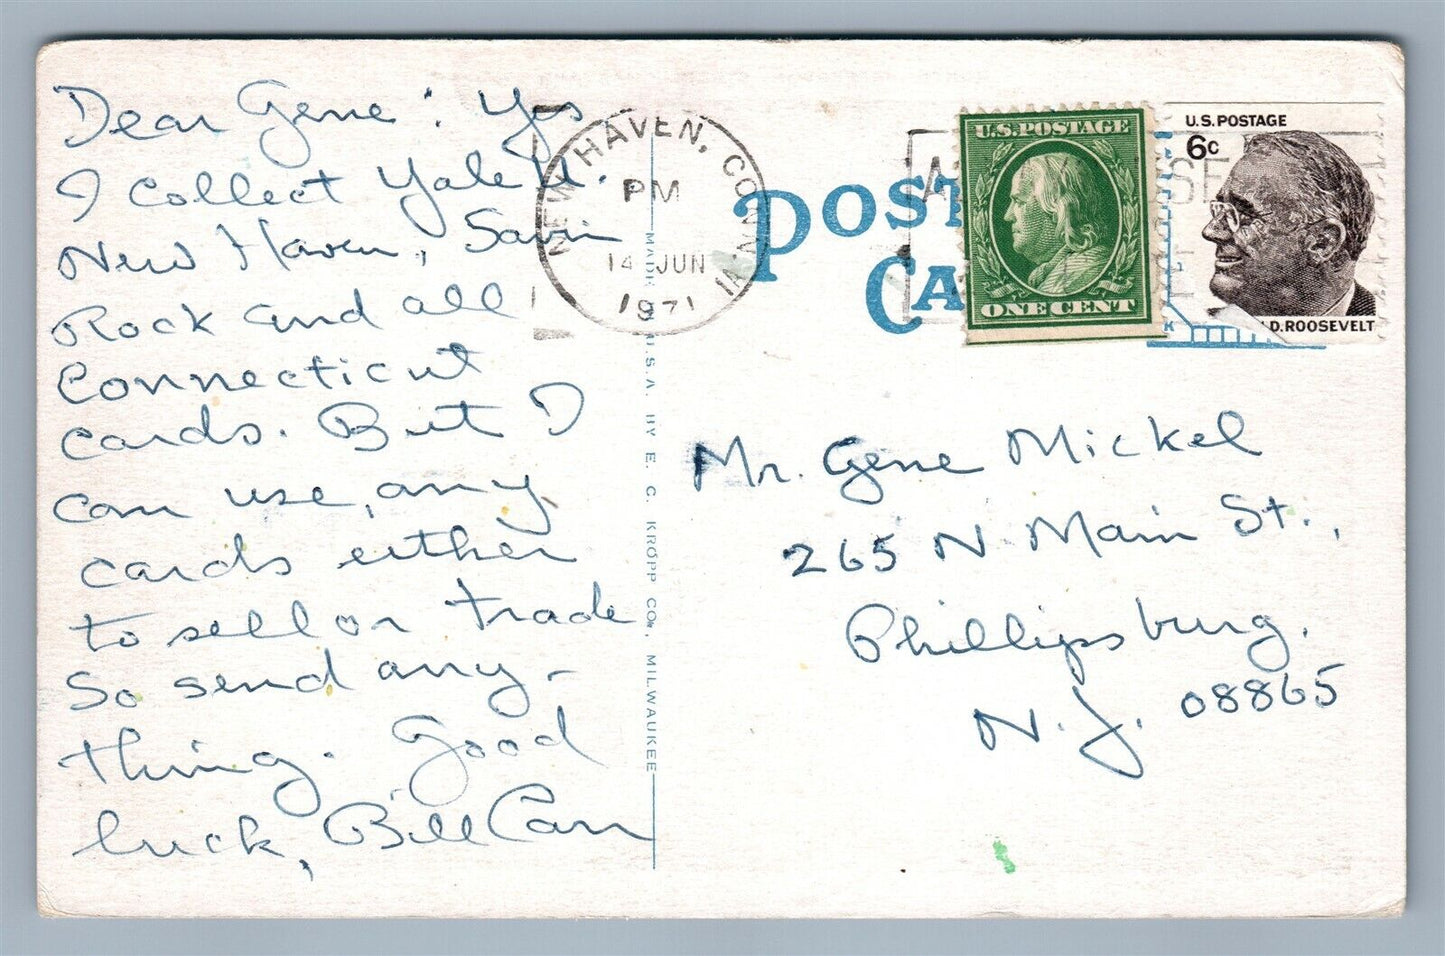 Dear Gene: Yes
I collect Yale U.
New Haven, Savin
Rock and all
Connecticut
cards. But I
can use any
cards either
to sell or trade
So send any-
thing. Good
luck, Bill Carr
NEW HAVEN, CONN.
PM
14 JUN
1971
MADE U.S.A. BY E. C. KROPP CO., MILWAUKEE
POST
CA
U.S. POSTAGE
ONE CENT
U.S. POSTAGE
6c
D. ROOSEVELT
Mr. Gene Mickel
265 N. Main St.,
Phillipsburg,
N.J. 08865